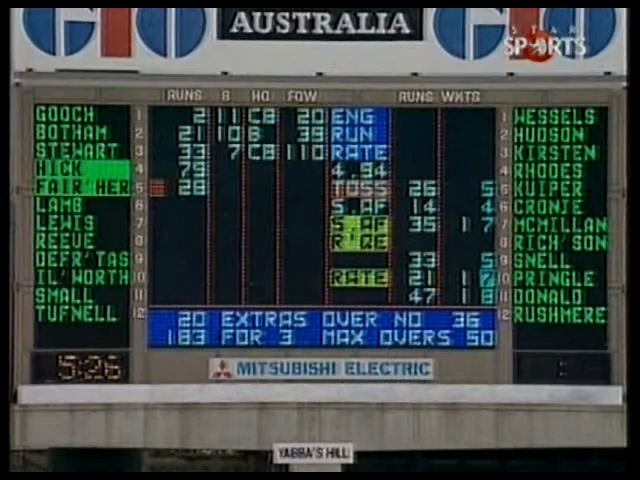 CIO AUSTRALIA CIO
STAR SPORTS
RUNS B HO FOW RUNS WKTS
GOOCH 1 2 11 CB 20 ENG 1 WESSELS
BOTHAM 2 21 10 B 39 RUN 2 HUDSON
STEWART 3 33 7 CB 110 RATE 3 KIRSTEN
HICK 4 79 4.94 4 RHODES
FAIR'HER 5 28 TOSS 26 5 5 KUIPER
LAMB 6 S.AF 14 4 6 CRONJE
LEWIS 7 S.AF 35 1 7 7 MCMILLAN
REEVE 8 R'QE 8 RICH'SON
DEFR'TAS 9 33 5 9 SNELL
IL'WORTH 10 RATE 21 1 7 10 PRINGLE
SMALL 11 47 1 8 11 DONALD
TUFNELL 12 12 RUSHMERE
20 EXTRAS OVER NO 36
183 FOR 3 MAX OVERS 50
5:26 MITSUBISHI ELECTRIC :
YABBA'S HILL